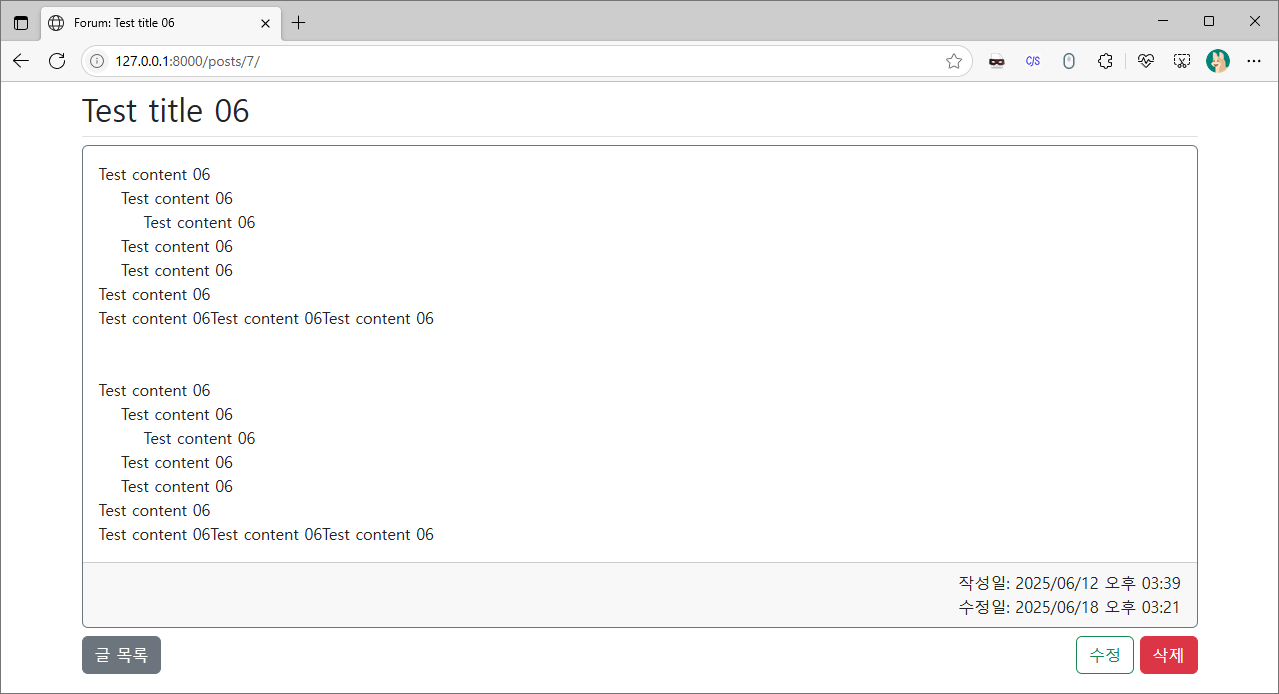 Forum: Test title 06
127.0.0.1:8000/posts/7/
C/S
Test title 06
Test content 06
Test content 06
Test content 06
Test content 06
Test content 06
Test content 06
Test content 06Test content 06Test content 06
Test content 06
Test content 06
Test content 06
Test content 06
Test content 06
Test content 06
Test content 06Test content 06Test content 06
작성일: 2025/06/12 오후 03:39
수정일: 2025/06/18 오후 03:21
글 목록
수정
삭제